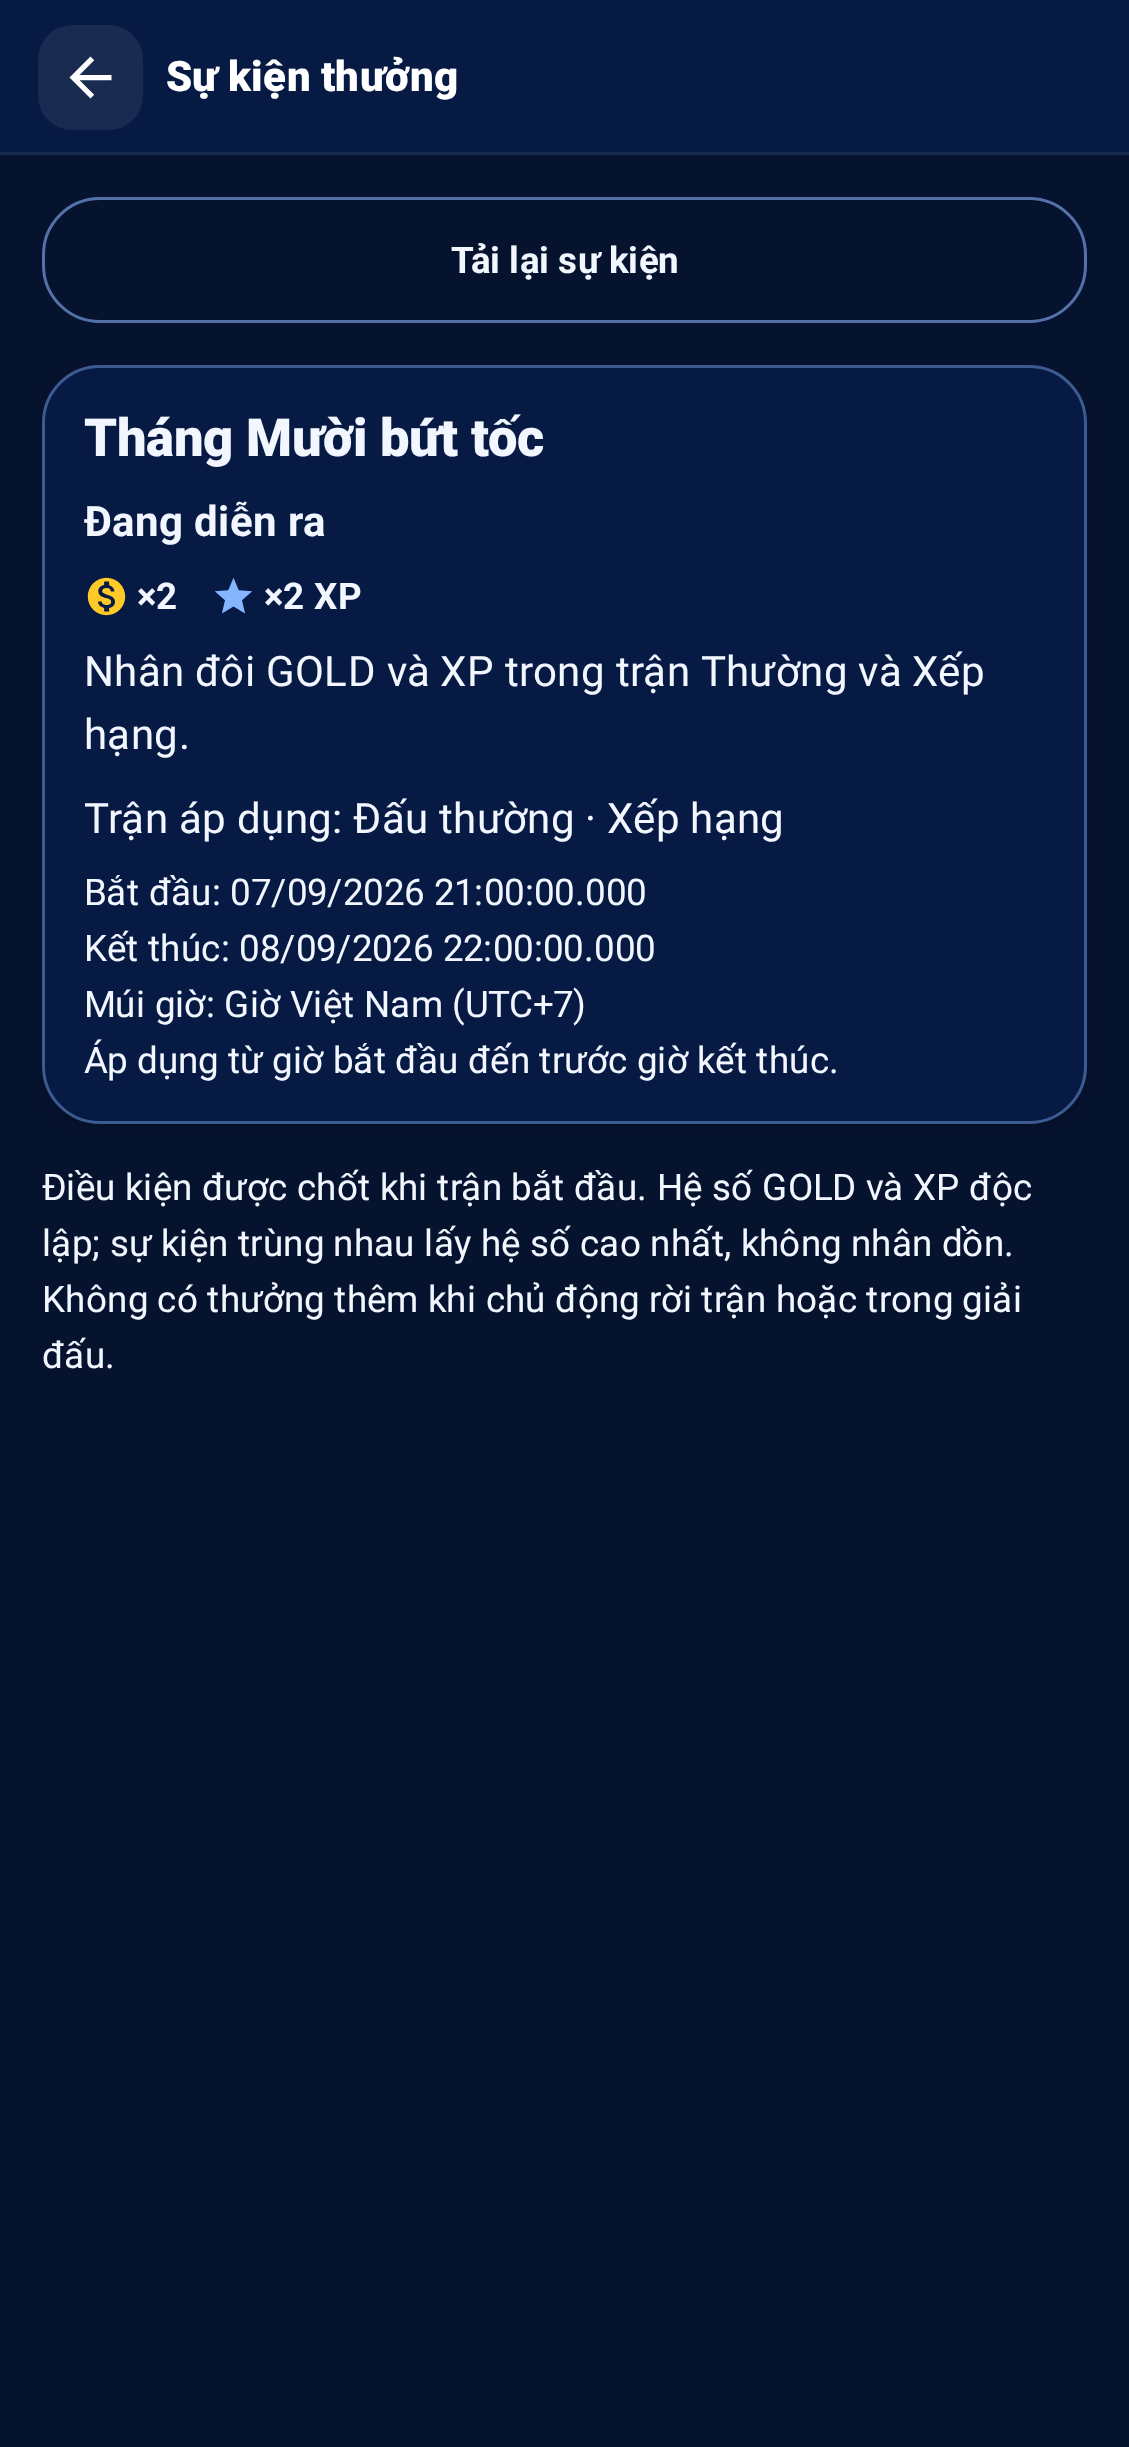 Sự kiện thưởng
Tải lại sự kiện
Tháng Mười bứt tốc
Đang diễn ra
×2 ×2 XP
Nhân đôi GOLD và XP trong trận Thường và Xếp
hạng.
Trận áp dụng: Đấu thường · Xếp hạng
Bắt đầu: 07/09/2026 21:00:00.000
Kết thúc: 08/09/2026 22:00:00.000
Múi giờ: Giờ Việt Nam (UTC+7)
Áp dụng từ giờ bắt đầu đến trước giờ kết thúc.
Điều kiện được chốt khi trận bắt đầu. Hệ số GOLD và XP độc
lập; sự kiện trùng nhau lấy hệ số cao nhất, không nhân dồn.
Không có thưởng thêm khi chủ động rời trận hoặc trong giải
đấu.